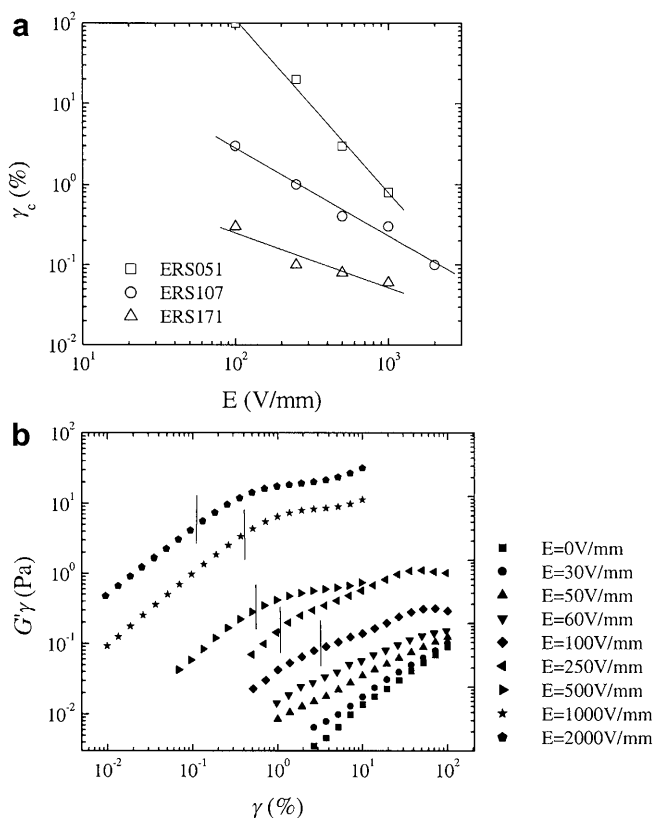 a
10^2
10^1
10^0
10^-1
10^-2
γ_c (%)
ERS051
ERS107
ERS171
10^1
10^2
10^3
E (V/mm)
b
10^2
10^1
10^0
10^-1
10^-2
G'γ (Pa)
10^-2
10^-1
10^0
10^1
10^2
γ (%)
E=0V/mm
E=30V/mm
E=50V/mm
E=60V/mm
E=100V/mm
E=250V/mm
E=500V/mm
E=1000V/mm
E=2000V/mm